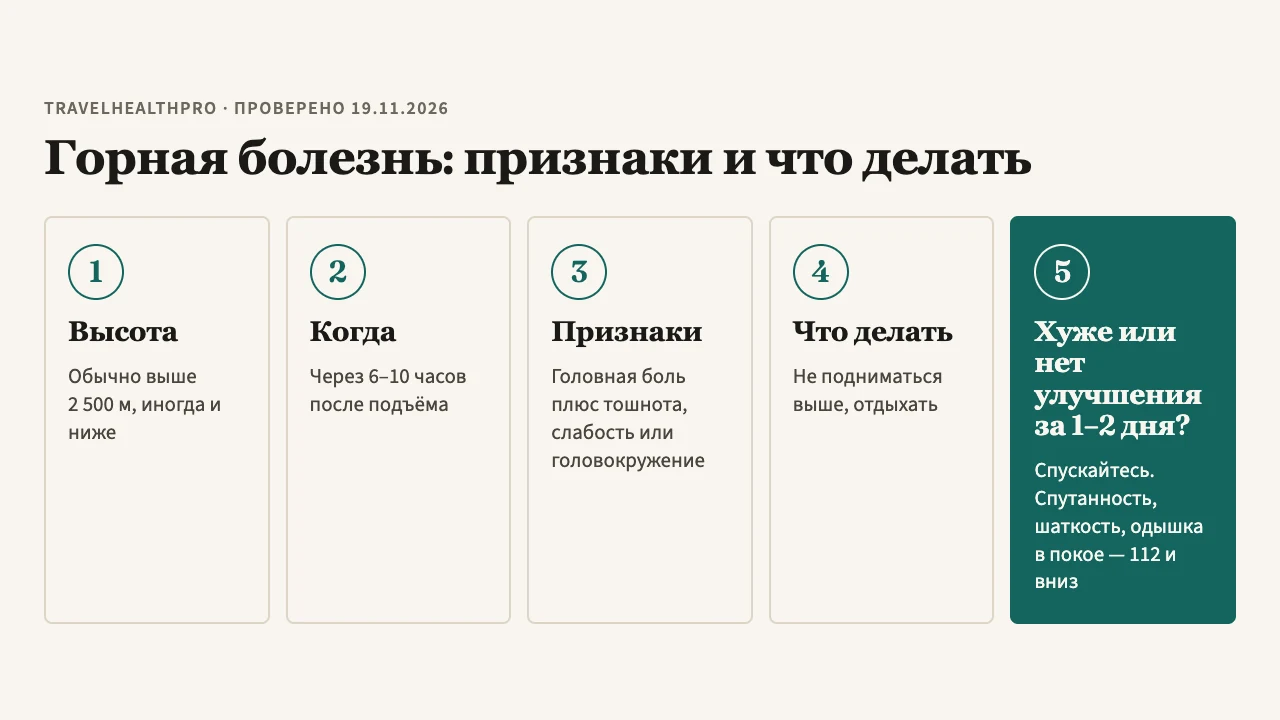 TRAVELHEALTHPRO · ПРОВЕРЕНО 19.11.2026
Горная болезнь: признаки и что делать
1
Высота
Обычно выше
2 500 м, иногда и
ниже
2
Когда
Через 6–10 часов
после подъёма
3
Признаки
Головная боль
плюс тошнота,
слабость или
головокружение
4
Что делать
Не подниматься
выше, отдыхать
5
Хуже или
нет
улучшения
за 1–2 дня?
Спускайтесь.
Спутанность,
шаткость, одышка
в покое — 112 и
вниз